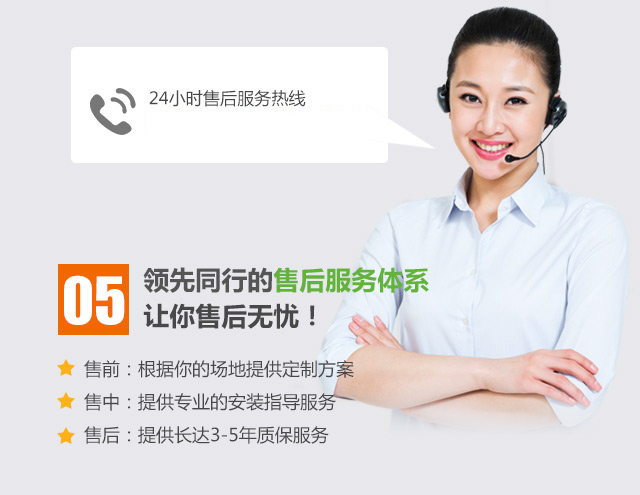 24小时售后服务热线
05
领先同行的售后服务体系
让你售后无忧！
售前：根据你的场地提供定制方案
售中：提供专业的安装指导服务
售后：提供长达3-5年质保服务